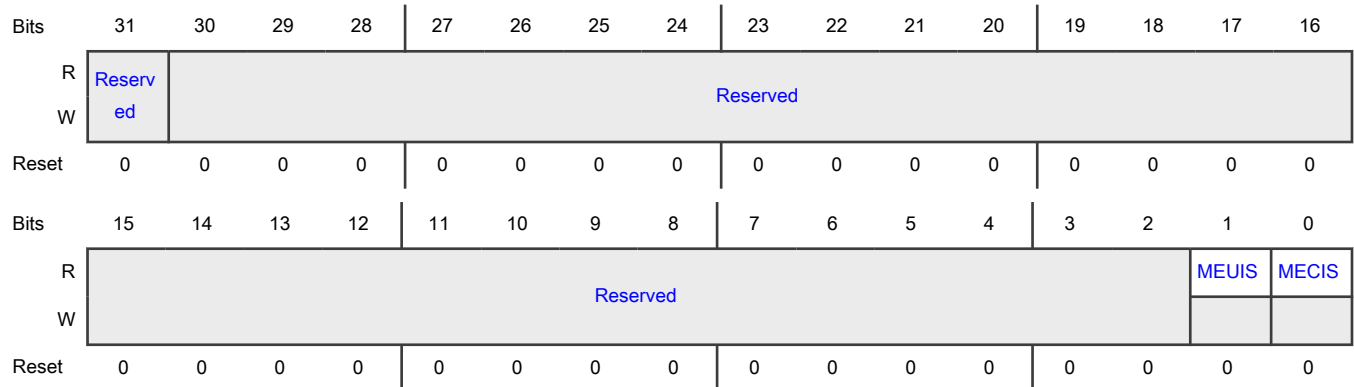 Bits 31 30 29 28 27 26 25 24 23 22 21 20 19 18 17 16
R
Reserv
ed
Reserved
W
Reset 0 0 0 0 0 0 0 0 0 0 0 0 0 0 0 0
Bits 15 14 13 12 11 10 9 8 7 6 5 4 3 2 1 0
R MEUIS MECIS
Reserved
W
Reset 0 0 0 0 0 0 0 0 0 0 0 0 0 0 0 0